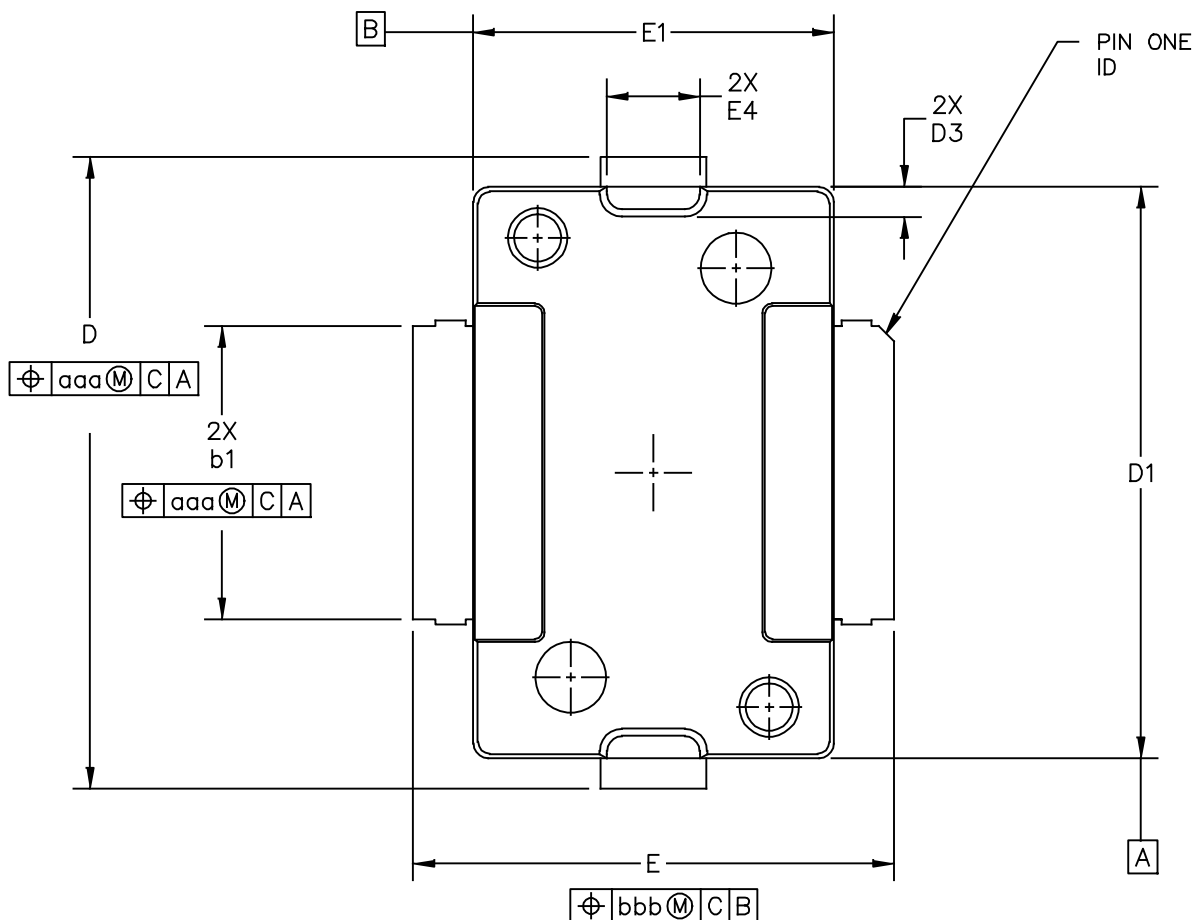 B
E1
PIN ONE
ID
2X
E4
2X
D3
D
⌖ aaa Ⓜ C A
2X
b1
⌖ aaa Ⓜ C A
D1
E
A
⌖ bbb Ⓜ C B